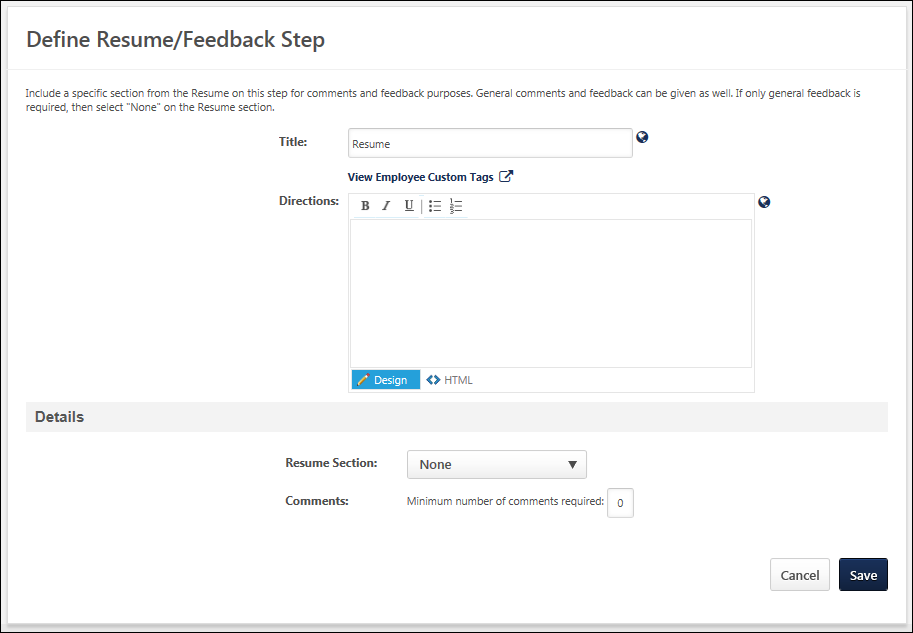 Define Resume/Feedback Step
Include a specific section from the Resume on this step for comments and feedback purposes. General comments and feedback can be given as well. If only general feedback is
required, then select "None" on the Resume section.
Title: Resume
View Employee Custom Tags
Directions: B I U
Design HTML
Details
Resume Section: None
Comments: Minimum number of comments required: 0
Cancel Save